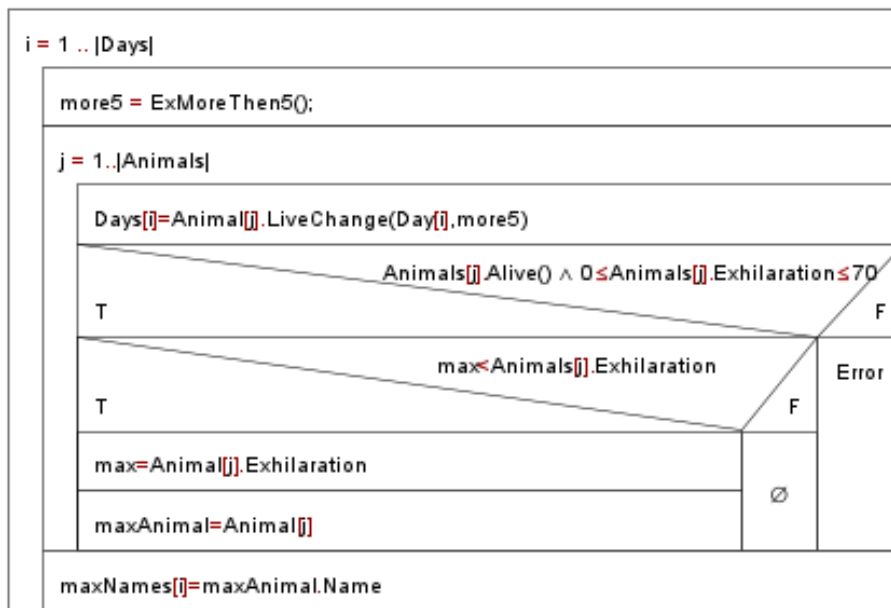 i = 1 .. |Days|
more5 = ExMoreThen5();
j = 1..|Animals|
Days[i]=Animal[j].LiveChange(Day[i],more5)
Animals[j].Alive() ∧ 0≤Animals[j].Exhilaration≤70
T
F
max<Animals[j].Exhilaration
Error
T
F
max=Animal[j].Exhilaration
∅
maxAnimal=Animal[j]
maxNames[i]=maxAnimal.Name